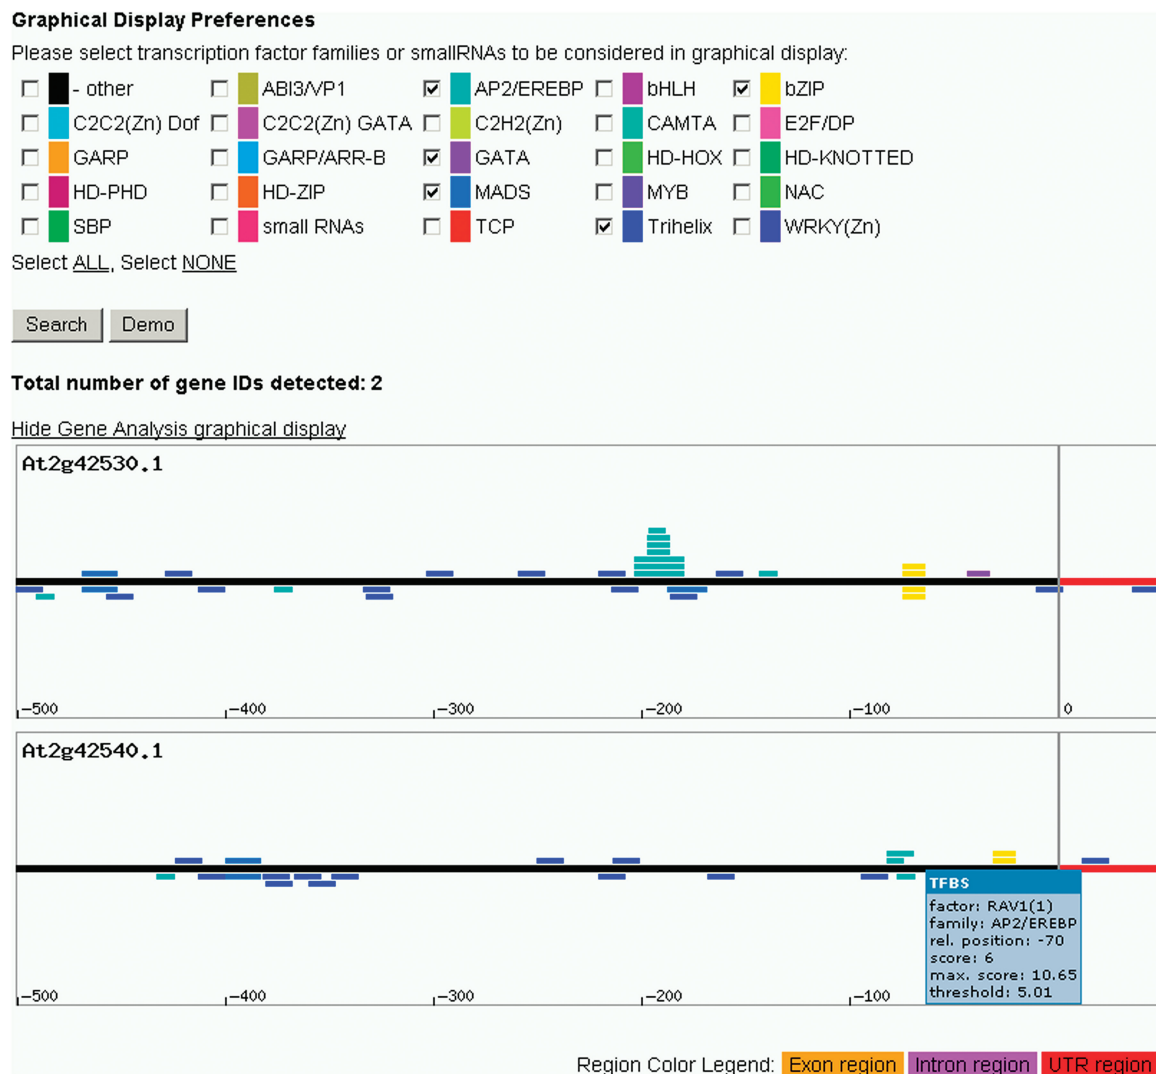 Graphical Display Preferences
Please select transcription factor families or smallRNAs to be considered in graphical display:
- other ABI3/VP1 AP2/EREBP bHLH bZIP
C2C2(Zn) Dof C2C2(Zn) GATA C2H2(Zn) CAMTA E2F/DP
GARP GARP/ARR-B GATA HD-HOX HD-KNOTTED
HD-PHD HD-ZIP MADS MYB NAC
SBP small RNAs TCP Trihelix WRKY(Zn)
Select ALL, Select NONE
Search Demo
Total number of gene IDs detected: 2
Hide Gene Analysis graphical display
At2g42530.1
-500 -400 -300 -200 -100 0
At2g42540.1
TFBS
factor: RAV1(1)
family: AP2/EREBP
rel. position: -70
score: 6
max. score: 10.65
threshold: 5.01
-500 -400 -300 -200 -100
Region Color Legend: Exon region Intron region UTR region